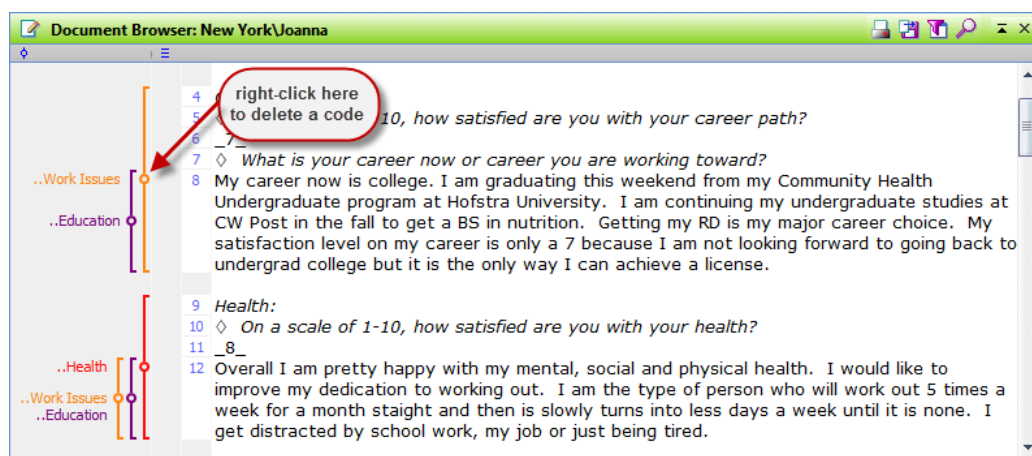 Document Browser: New York\Joanna
right-click here
to delete a code
4
5 10, how satisfied are you with your career path?
6 _7_
7 ◊ What is your career now or career you are working toward?
..Work Issues
8 My career now is college. I am graduating this weekend from my Community Health
Undergraduate program at Hofstra University. I am continuing my undergraduate studies at
..Education
CW Post in the fall to get a BS in nutrition. Getting my RD is my major career choice. My
satisfaction level on my career is only a 7 because I am not looking forward to going back to
undergrad college but it is the only way I can achieve a license.
9 Health:
10 ◊ On a scale of 1-10, how satisfied are you with your health?
11 _8_
..Health
12 Overall I am pretty happy with my mental, social and physical health. I would like to
..Work Issues
improve my dedication to working out. I am the type of person who will work out 5 times a
..Education
week for a month staight and then is slowly turns into less days a week until it is none. I
get distracted by school work, my job or just being tired.